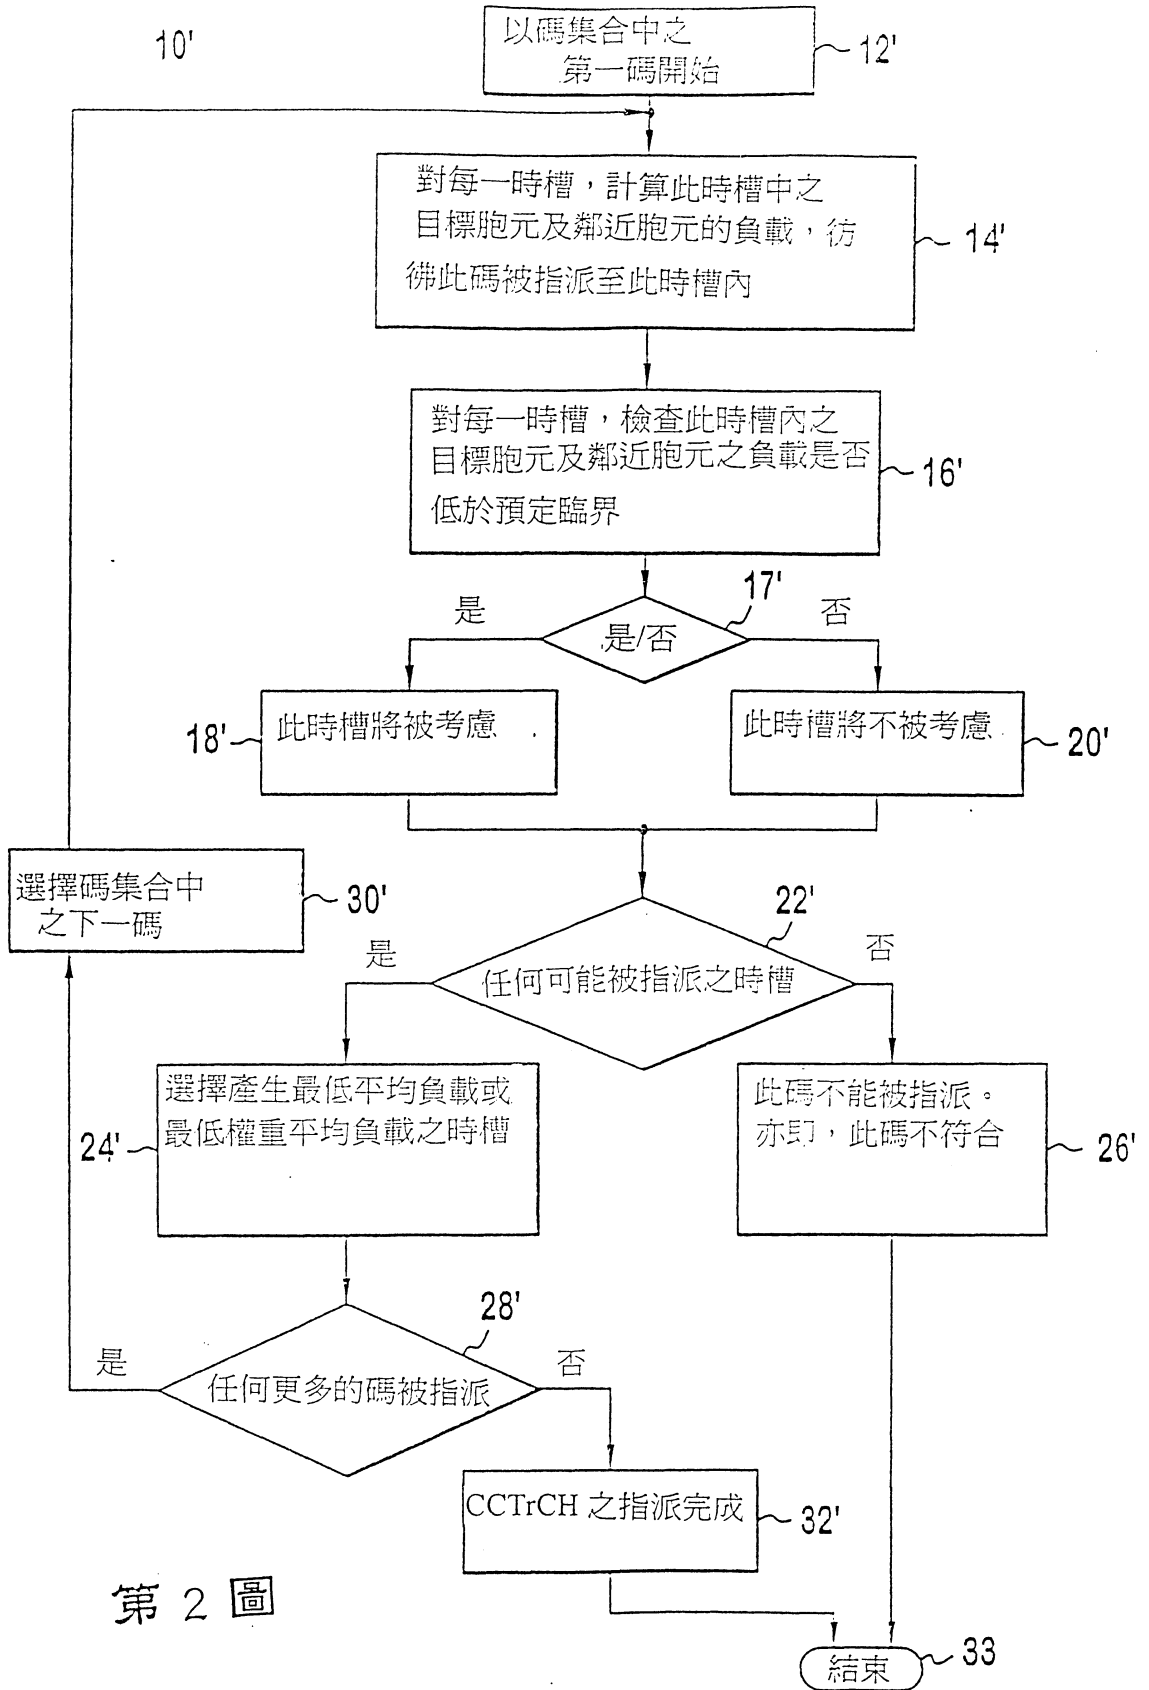 10'
以碼集合中之
第一碼開始
12'
對每一時槽，計算此時槽中之
目標胞元及鄰近胞元的負載，彷
彿此碼被指派至此時槽內
14'
對每一時槽，檢查此時槽內之
目標胞元及鄰近胞元之負載是否
低於預定臨界
16'
17'
是
是/否
否
18'
此時槽將被考慮
此時槽將不被考慮
20'
選擇碼集合中
之下一碼
30'
22'
是
任何可能被指派之時槽
否
24'
選擇產生最低平均負載或
最低權重平均負載之時槽
此碼不能被指派。
亦即，此碼不符合
26'
28'
是
任何更多的碼被指派
否
CCTrCH 之指派完成
32'
第 2 圖
結束
33